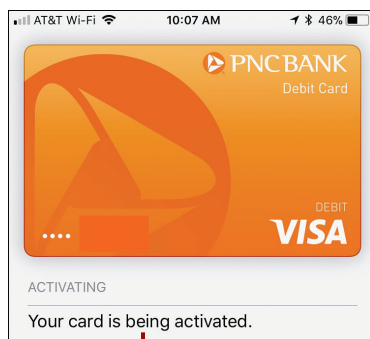 AT&T Wi-Fi 10:07 AM 46%
PNC BANK
Debit Card
DEBIT
•••• VISA
ACTIVATING
Your card is being activated.